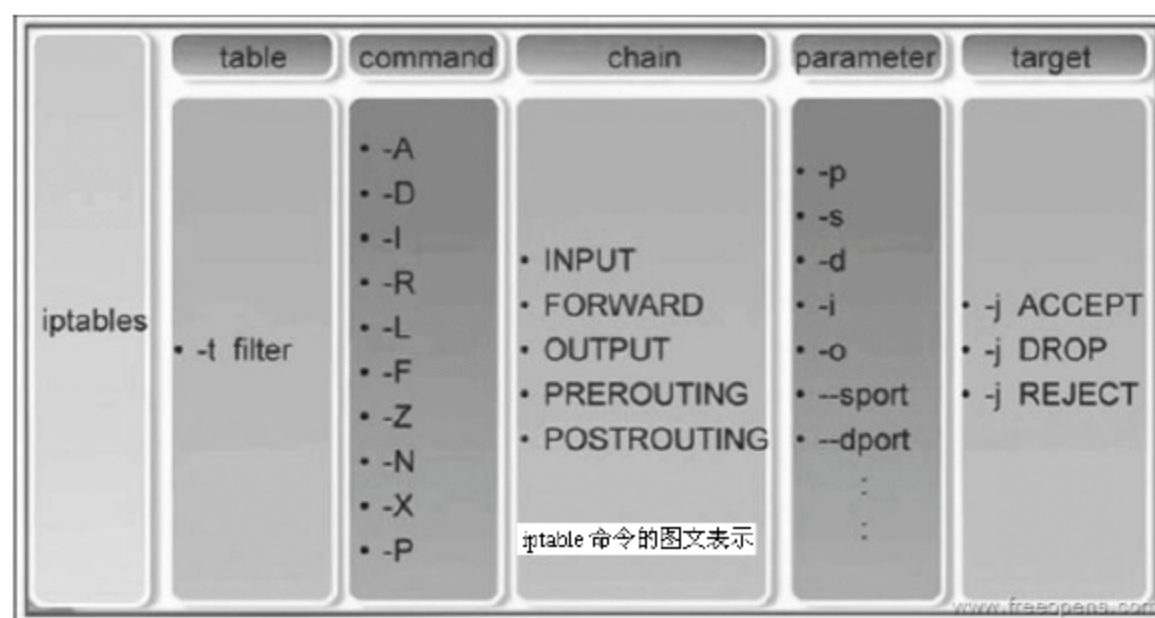 table
command
chain
parameter
target
iptables
• -t filter
• -A
• -D
• -I
• -R
• -L
• -F
• -Z
• -N
• -X
• -P
• INPUT
• FORWARD
• OUTPUT
• PREROUTING
• POSTROUTING
iptable 命令的图文表示
• -p
• -s
• -d
• -i
• -o
• --sport
• --dport
:
:
• -j ACCEPT
• -j DROP
• -j REJECT
www.freeopens.com